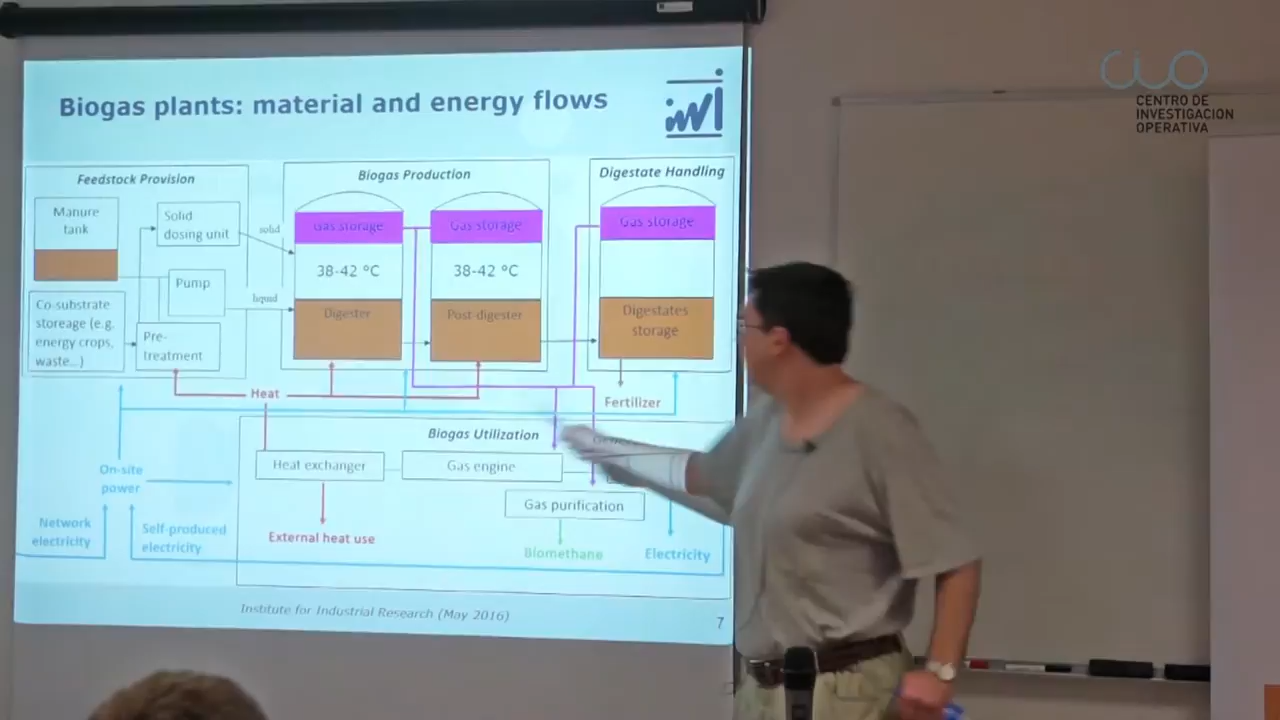 Biogas plants: material and energy flows
iwi
CIO
CENTRO DE
INVESTIGACION
OPERATIVA
Feedstock Provision
Manure
tank
Solid
dosing unit
solid
Pump
liquid
Co-substrate
storeage (e.g.
energy crops,
waste...)
Pre-
treatment
Biogas Production
Gas storage
38-42 °C
Digester
Gas storage
38-42 °C
Post-digester
Digestate Handling
Gas storage
Digestates
storage
Heat
Fertilizer
Biogas Utilization
Heat exchanger
Gas engine
Gas purification
External heat use
Biomethane
Electricity
On-site
power
Network
electricity
Self-produced
electricity
Institute for Industrial Research (May 2016)
7